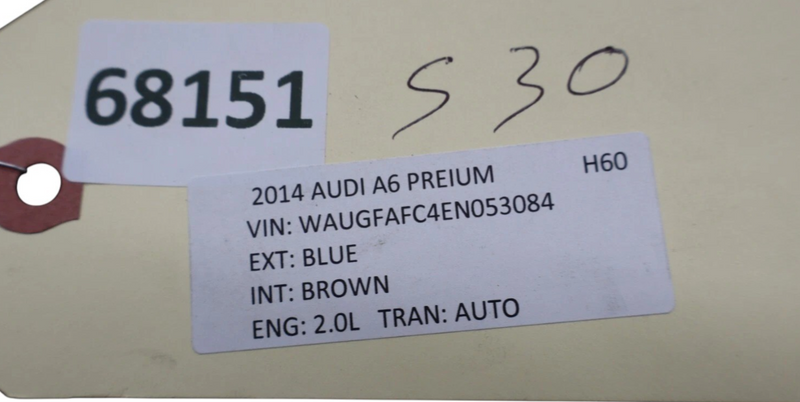 68151
S 30
2014 AUDI A6 PREIUM H60
VIN: WAUGFAFC4EN053084
EXT: BLUE
INT: BROWN
ENG: 2.0L TRAN: AUTO